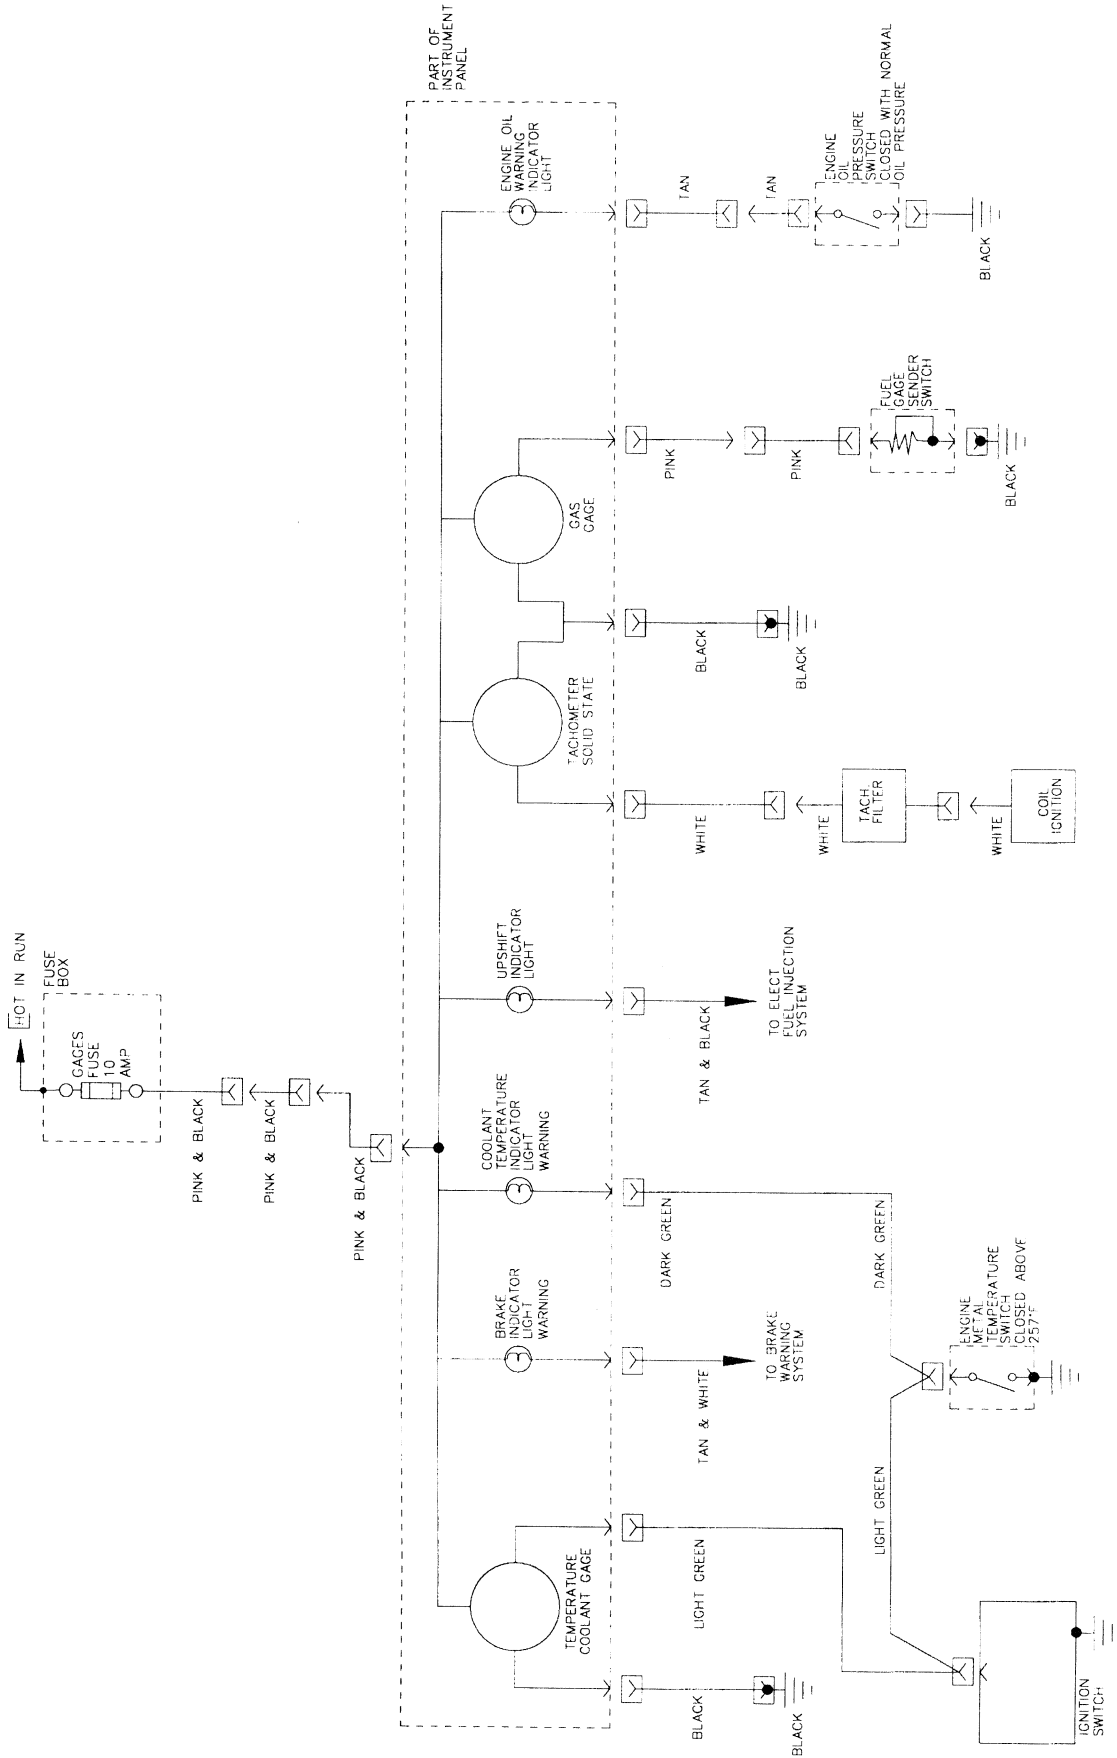 HOT IN RUN
FUSE
BOX
GAGES
FUSE
10
AMP
PINK & BLACK
PINK & BLACK
PINK & BLACK
PART OF
INSTRUMENT
PANEL
TEMPERATURE
COOLANT GAGE
BRAKE
INDICATOR
LIGHT
WARNING
COOLANT
TEMPERATURE
INDICATOR
LIGHT
WARNING
UPSHIFT
INDICATOR
LIGHT
TACHOMETER
SOLID STATE
GAS
GAGE
ENGINE OIL
WARNING
INDICATOR
LIGHT
BLACK
BLACK
LIGHT GREEN
LIGHT GREEN
TAN & WHITE
TO BRAKE
WARNING
SYSTEM
DARK GREEN
DARK GREEN
TAN & BLACK
TO ELECT
FUEL INJECTION
SYSTEM
WHITE
WHITE
TACH.
FILTER
WHITE
COIL
IGNITION
BLACK
BLACK
PINK
PINK
FUEL
GAGE
SENDER
SWITCH
BLACK
TAN
TAN
ENGINE
OIL
PRESSURE
SWITCH
CLOSED WITH NORMAL
OIL PRESSURE
BLACK
ENGINE
METAL
TEMPERATURE
SWITCH
CLOSED ABOVE
257°F
IGNITION
SWITCH